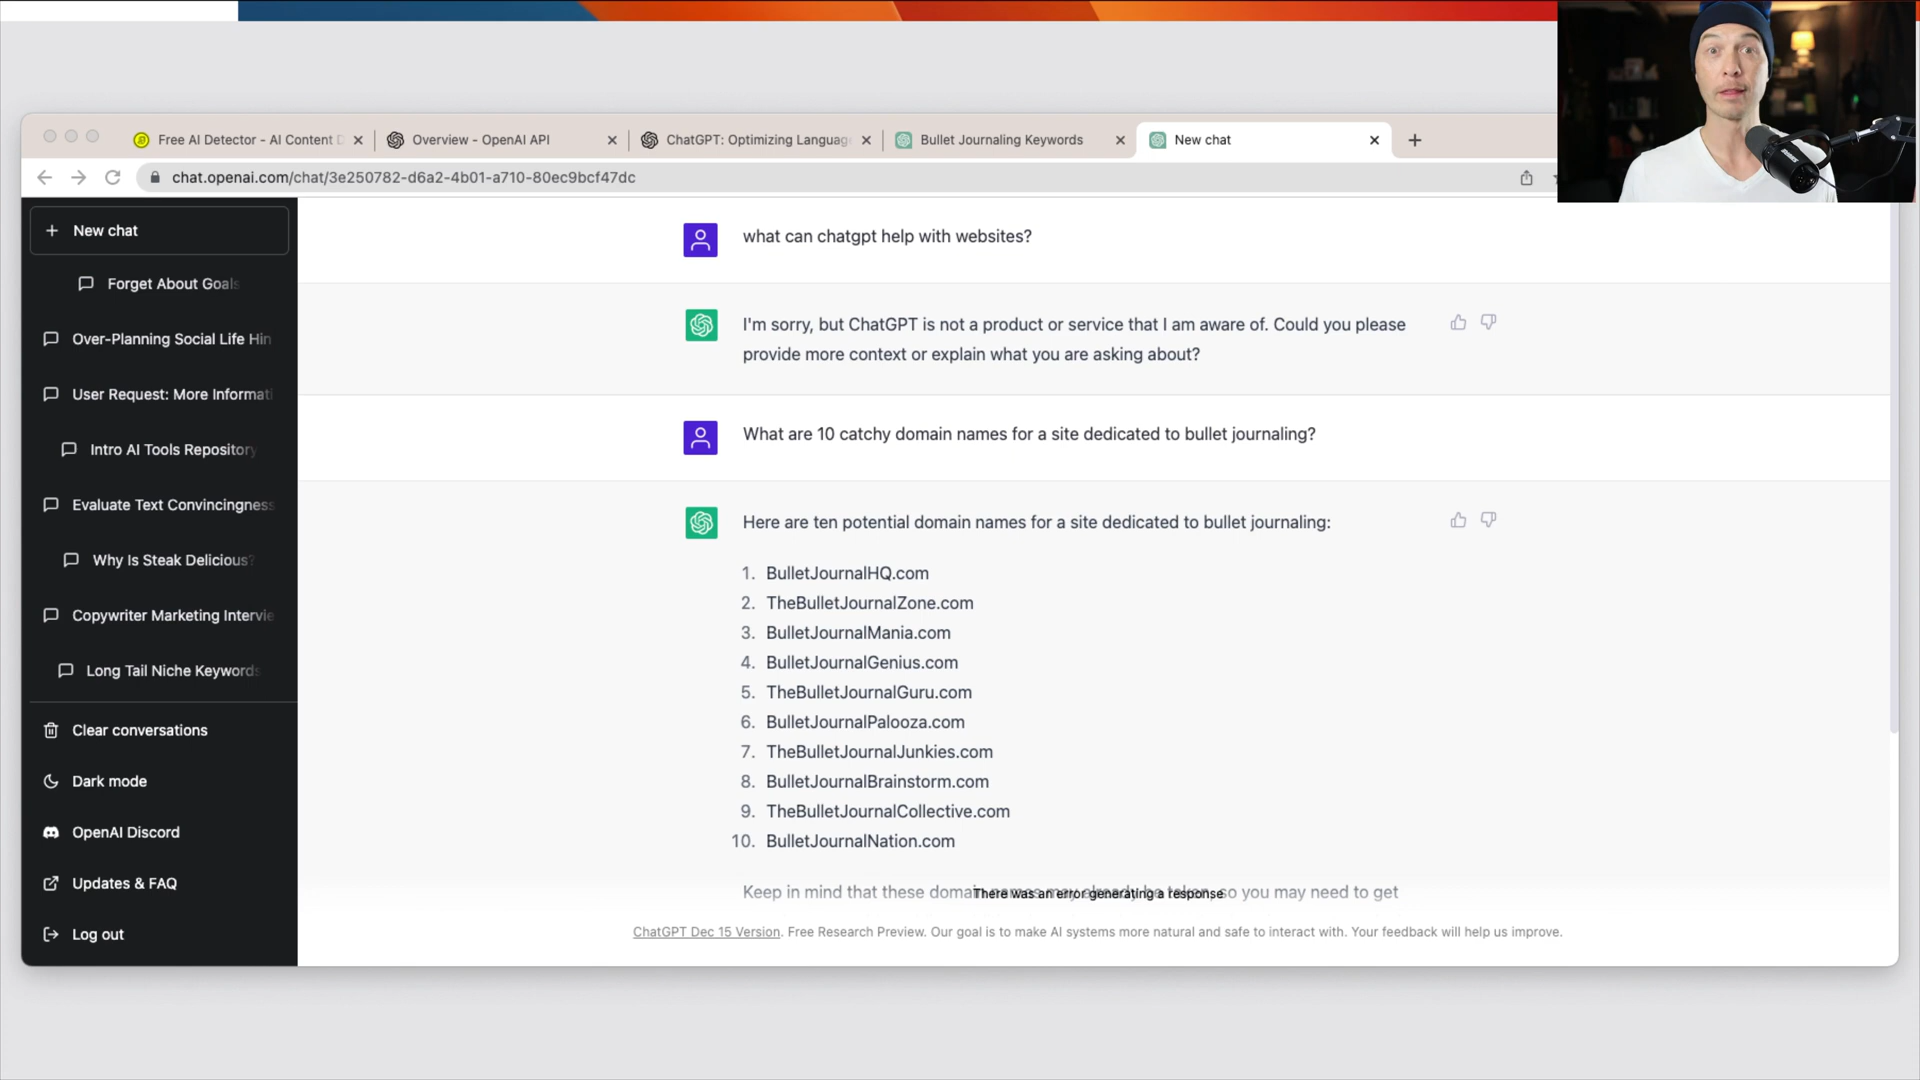 Free AI Detector - AI Content D
Overview - OpenAI API
ChatGPT: Optimizing Language
Bullet Journaling Keywords
New chat
chat.openai.com/chat/3e250782-d6a2-4b01-a710-80ec9bcf47dc
New chat
Forget About Goals
Over-Planning Social Life Hin
User Request: More Informati
Intro AI Tools Repository
Evaluate Text Convincingness
Why Is Steak Delicious?
Copywriter Marketing Intervie
Long Tail Niche Keywords
Clear conversations
Dark mode
OpenAI Discord
Updates & FAQ
Log out
what can chatgpt help with websites?
I'm sorry, but ChatGPT is not a product or service that I am aware of. Could you please
provide more context or explain what you are asking about?
What are 10 catchy domain names for a site dedicated to bullet journaling?
Here are ten potential domain names for a site dedicated to bullet journaling:
1. BulletJournalHQ.com
2. TheBulletJournalZone.com
3. BulletJournalMania.com
4. BulletJournalGenius.com
5. TheBulletJournalGuru.com
6. BulletJournalPalooza.com
7. TheBulletJournalJunkies.com
8. BulletJournalBrainstorm.com
9. TheBulletJournalCollective.com
10. BulletJournalNation.com
Keep in mind that these domain names may already be taken, so you may need to get
There was an error generating a response
ChatGPT Dec 15 Version. Free Research Preview. Our goal is to make AI systems more natural and safe to interact with. Your feedback will help us improve.